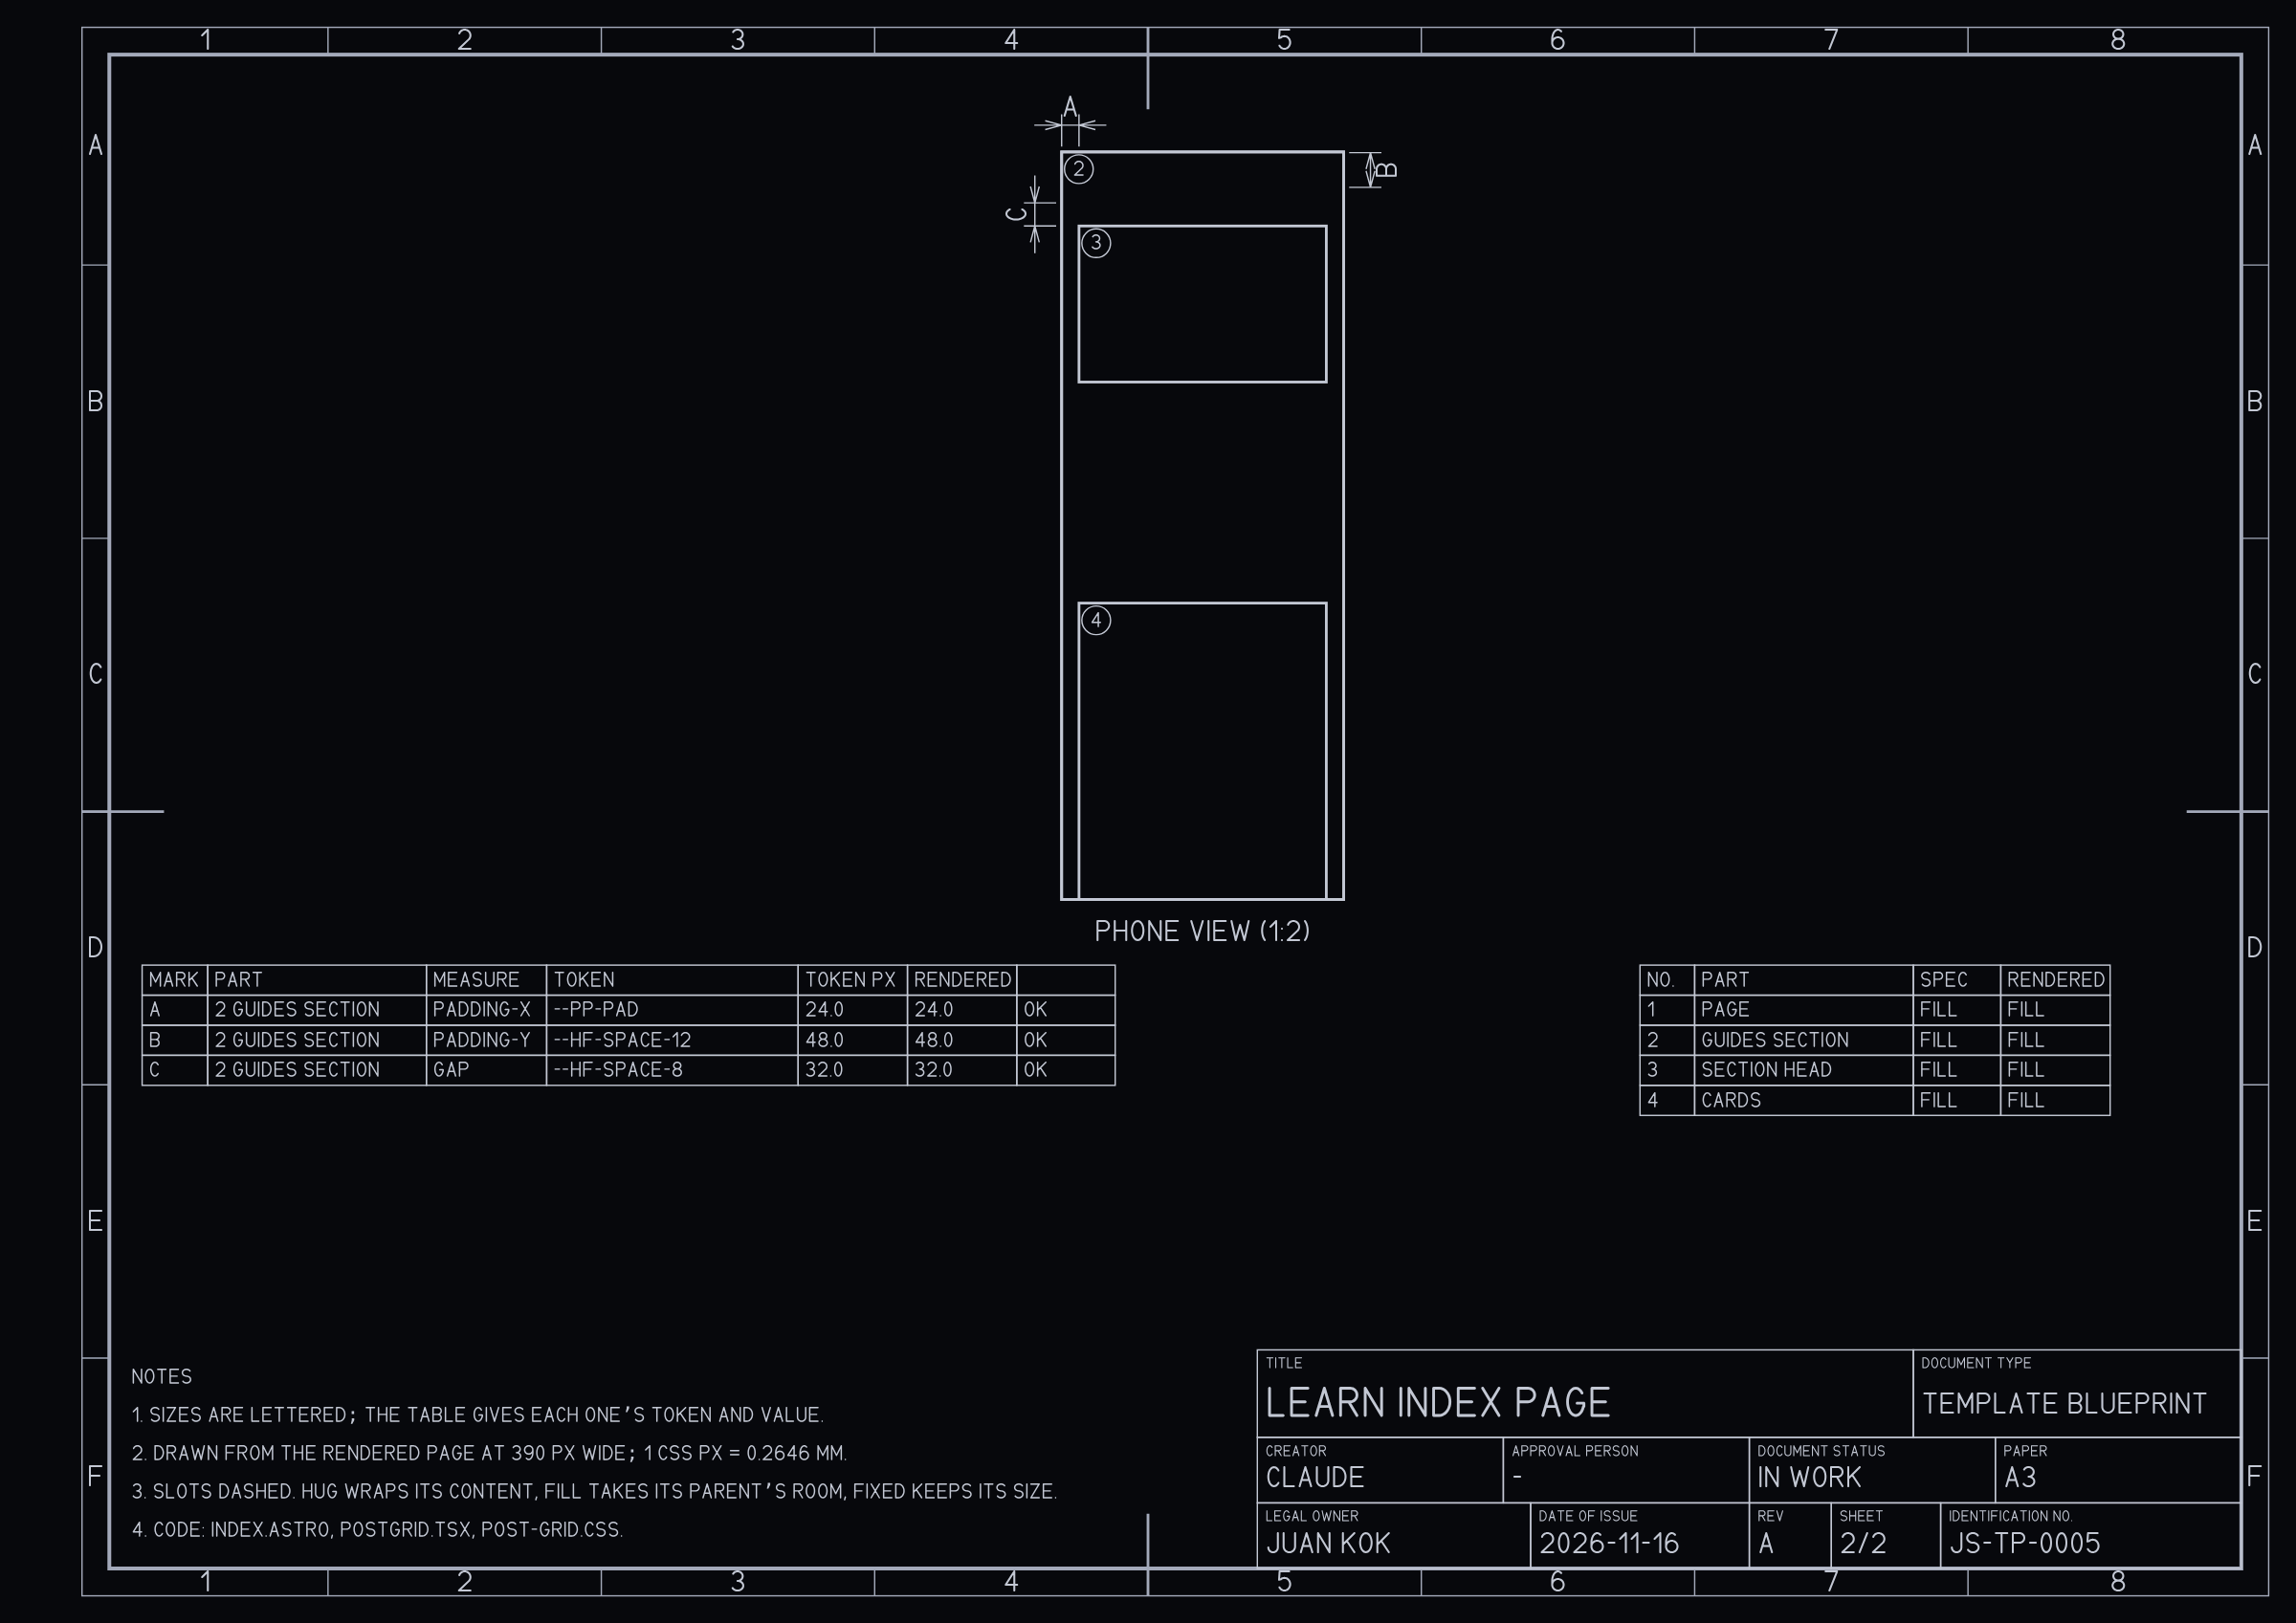 1 2 3 4 5 6 7 8
A A
B B
C C
D D
E E
F F
A
B
C
2
3
4
PHONE VIEW (1:2)
MARK PART MEASURE TOKEN TOKEN PX RENDERED
A 2 GUIDES SECTION PADDING-X --PP-PAD 24.0 24.0 OK
B 2 GUIDES SECTION PADDING-Y --HF-SPACE-12 48.0 48.0 OK
C 2 GUIDES SECTION GAP --HF-SPACE-8 32.0 32.0 OK
NO. PART SPEC RENDERED
1 PAGE FILL FILL
2 GUIDES SECTION FILL FILL
3 SECTION HEAD FILL FILL
4 CARDS FILL FILL
NOTES
1. SIZES ARE LETTERED; THE TABLE GIVES EACH ONE'S TOKEN AND VALUE.
2. DRAWN FROM THE RENDERED PAGE AT 390 PX WIDE; 1 CSS PX = 0.2646 MM.
3. SLOTS DASHED. HUG WRAPS ITS CONTENT, FILL TAKES ITS PARENT'S ROOM, FIXED KEEPS ITS SIZE.
4. CODE: INDEX.ASTRO, POSTGRID.TSX, POST-GRID.CSS.
TITLE
LEARN INDEX PAGE
DOCUMENT TYPE
TEMPLATE BLUEPRINT
CREATOR
CLAUDE
APPROVAL PERSON
-
DOCUMENT STATUS
IN WORK
PAPER
A3
LEGAL OWNER
JUAN KOK
DATE OF ISSUE
2026-11-16
REV
A
SHEET
2/2
IDENTIFICATION NO.
JS-TP-0005
1 2 3 4 5 6 7 8